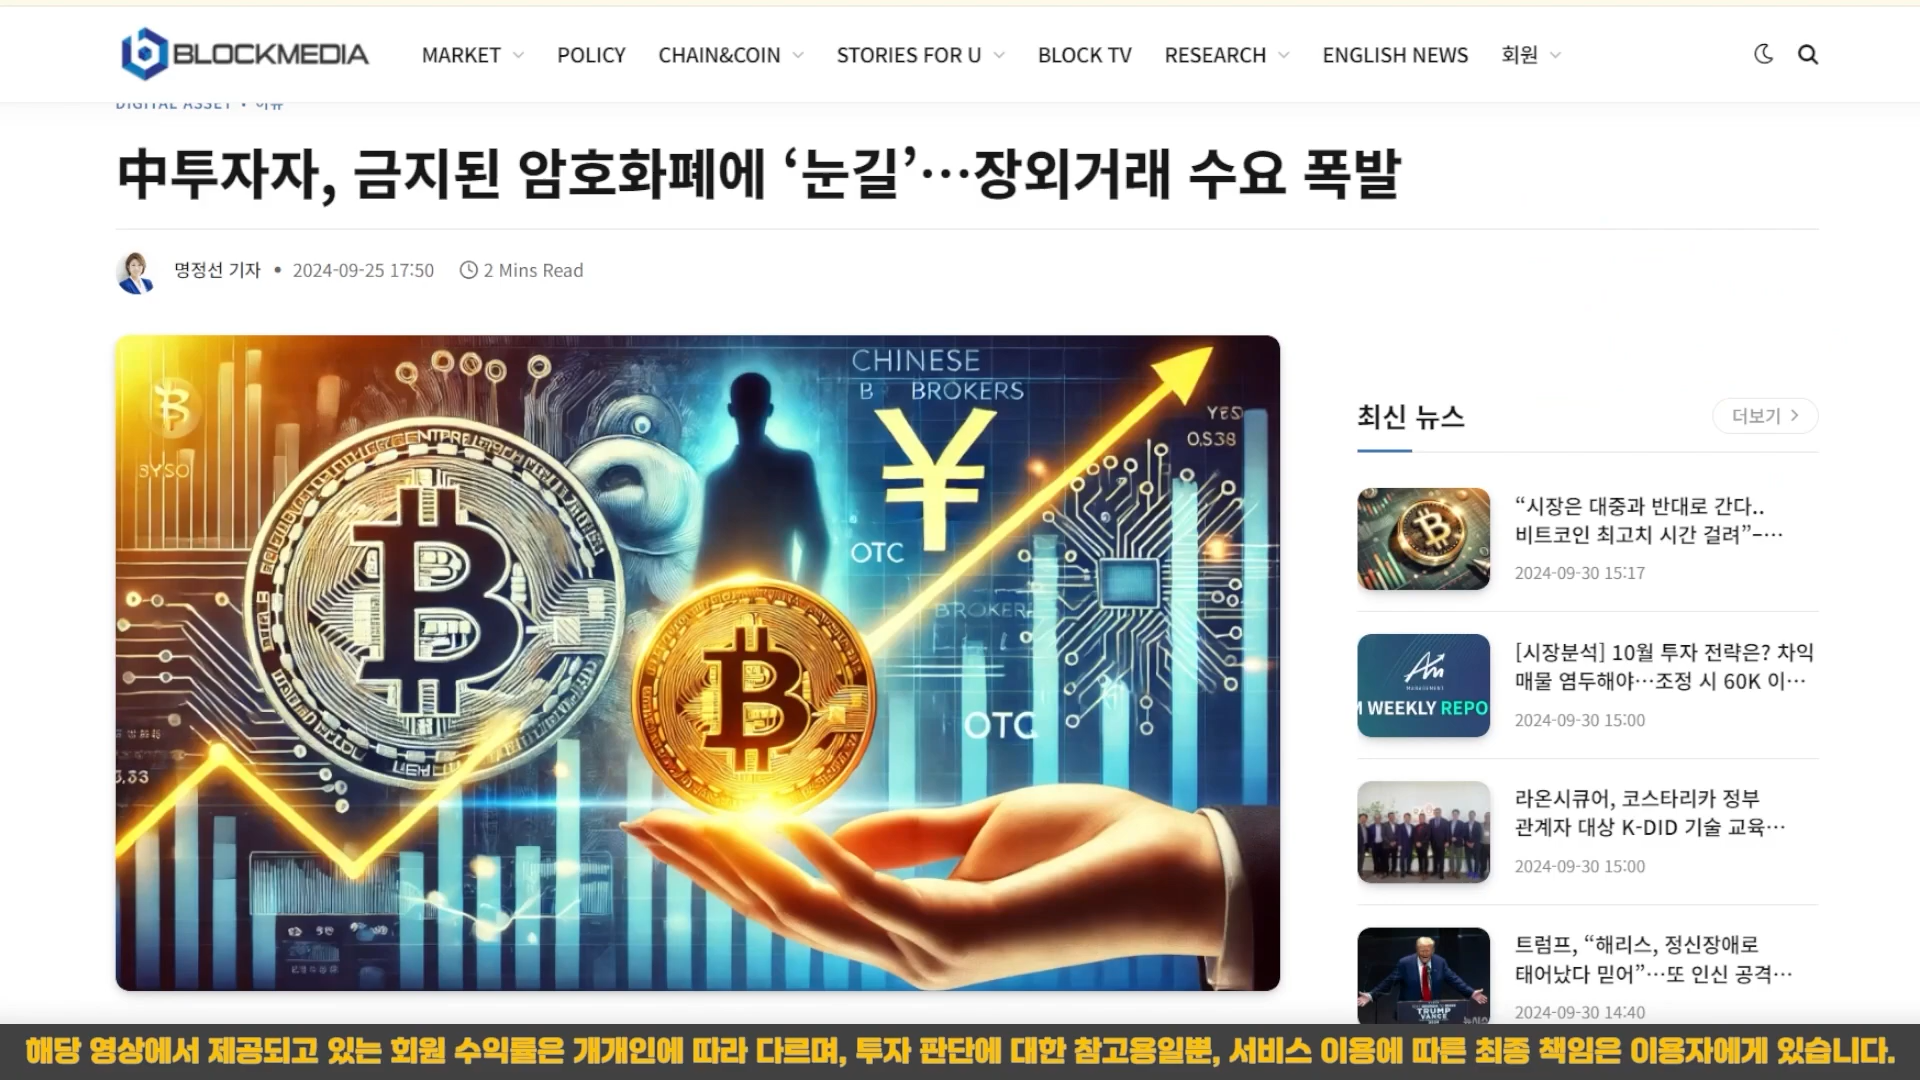 BLOCKMEDIA
MARKET
POLICY
CHAIN&COIN
STORIES FOR U
BLOCK TV
RESEARCH
ENGLISH NEWS
회원
DIGITAL ASSET • 이슈
中투자자, 금지된 암호화폐에 ‘눈길’…장외거래 수요 폭발
명정선 기자 • 2024-09-25 17:50 2 Mins Read
CHINESE
B BROKERS
¥
YES
0,538
BYSO
OTC
BROKER
OTC
최신 뉴스
더보기
“시장은 대중과 반대로 간다..
비트코인 최고치 시간 걸려”-…
2024-09-30 15:17
[시장분석] 10월 투자 전략은? 차익
매물 염두해야…조정 시 60K 이…
2024-09-30 15:00
MANAGEMENT
WEEKLY REPO
라온시큐어, 코스타리카 정부
관계자 대상 K-DID 기술 교육…
2024-09-30 15:00
트럼프, “해리스, 정신장애로
태어났다 믿어”…또 인신 공격…
2024-09-30 14:40
TRUMP
VANCE
해당 영상에서 제공되고 있는 회원 수익률은 개개인에 따라 다르며, 투자 판단에 대한 참고용일뿐, 서비스 이용에 따른 최종 책임은 이용자에게 있습니다.